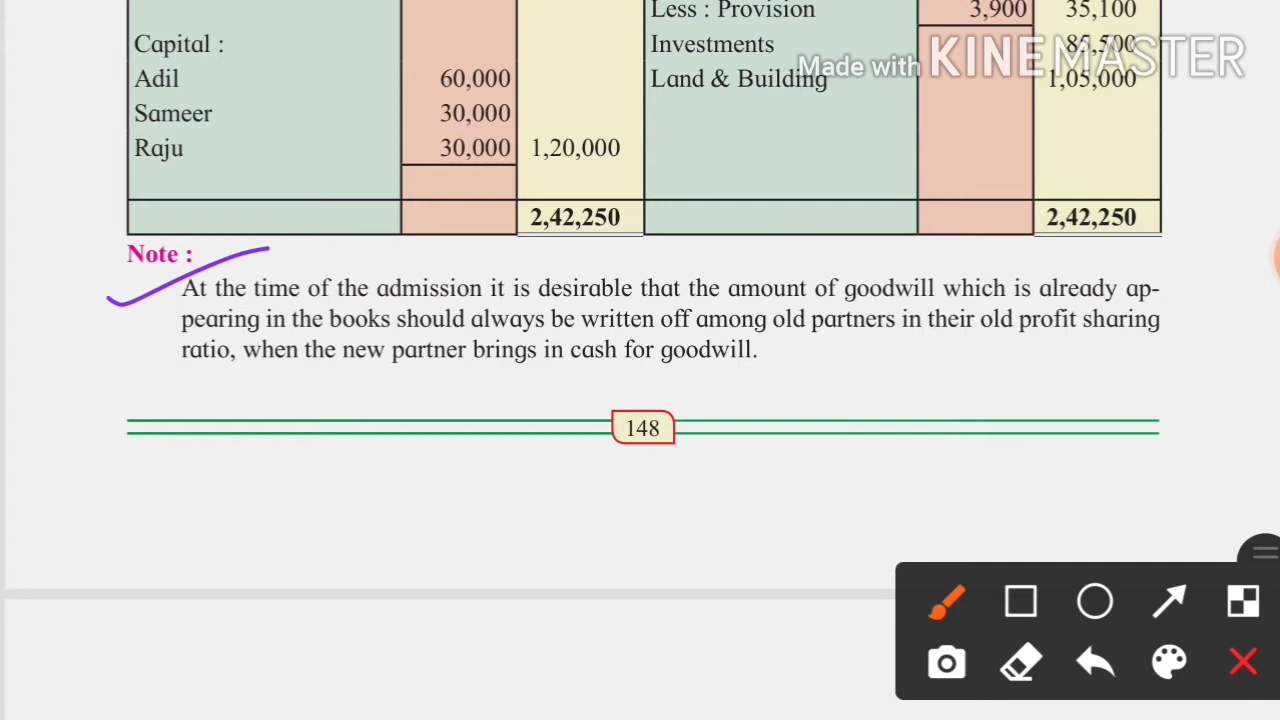 Less : Provision 3,900 35,100
Capital : Investments 85,500
Made with KINEMASTER
Adil 60,000 Land & Building 1,05,000
Sameer 30,000
Raju 30,000 1,20,000
2,42,250 2,42,250
Note :
At the time of the admission it is desirable that the amount of goodwill which is already ap-
pearing in the books should always be written off among old partners in their old profit sharing
ratio, when the new partner brings in cash for goodwill.
148